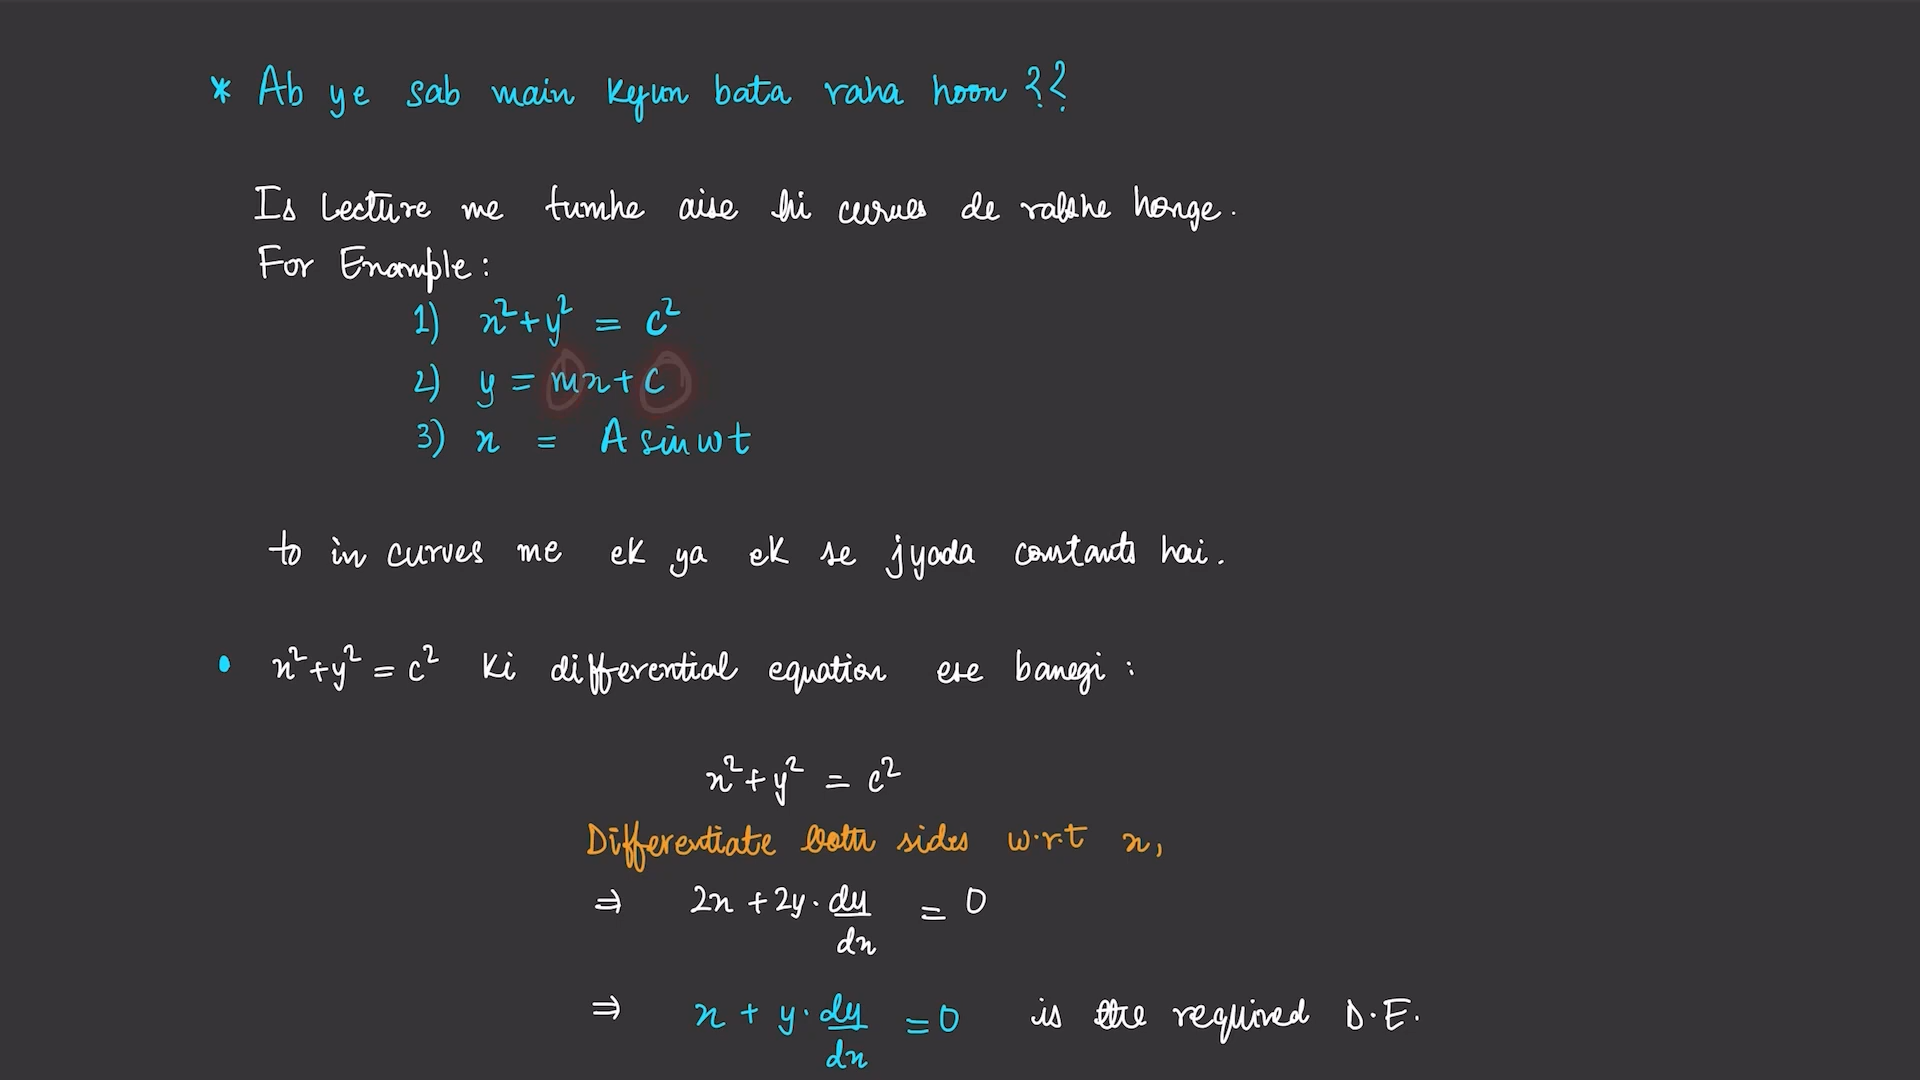 * Ab ye sab main kyun bata raha hoon ??
Is Lecture me tumhe aise hi curves de rakhe honge.
For Example:
1) x²+y² = c²
2) y = mx+c
3) x = A sin wt
to in curves me ek ya ek se jyada constants hai.
• x²+y² = c² ki differential equation ese banegi :
x²+y² = c²
Differentiate both sides w.r.t x,
⇒ 2x + 2y · dy/dx = 0
⇒ x + y · dy/dx = 0 is the required D.E.